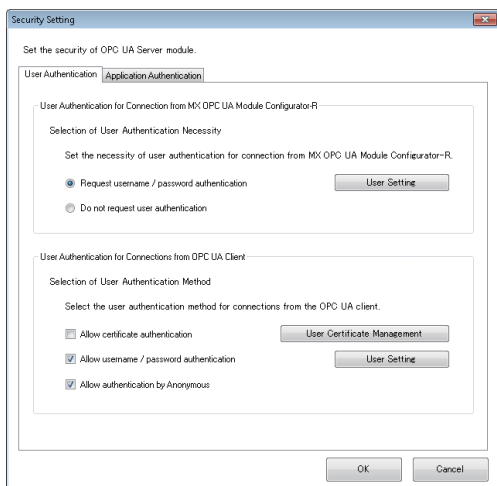 Security Setting
Set the security of OPC UA Server module.
User Authentication
Application Authentication
User Authentication for Connection from MX OPC UA Module Configurator-R
Selection of User Authentication Necessity
Set the necessity of user authentication for connection from MX OPC UA Module Configurator-R.
Request username / password authentication
User Setting
Do not request user authentication
User Authentication for Connections from OPC UA Client
Selection of User Authentication Method
Select the user authentication method for connections from the OPC UA client.
Allow certificate authentication
User Certificate Management
Allow username / password authentication
User Setting
Allow authentication by Anonymous
OK
Cancel